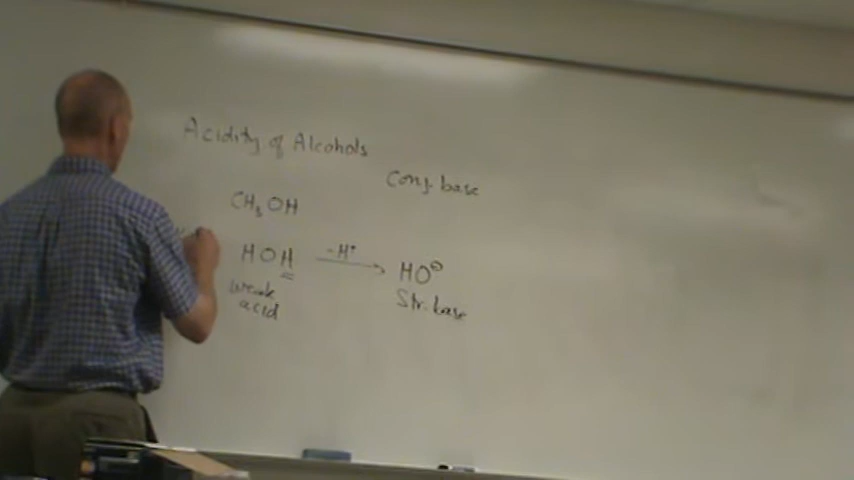 Acidity of Alcohols
Conj. base
CH₃OH
HOH -H⁺ → HO⊖
weak acid
Str. base